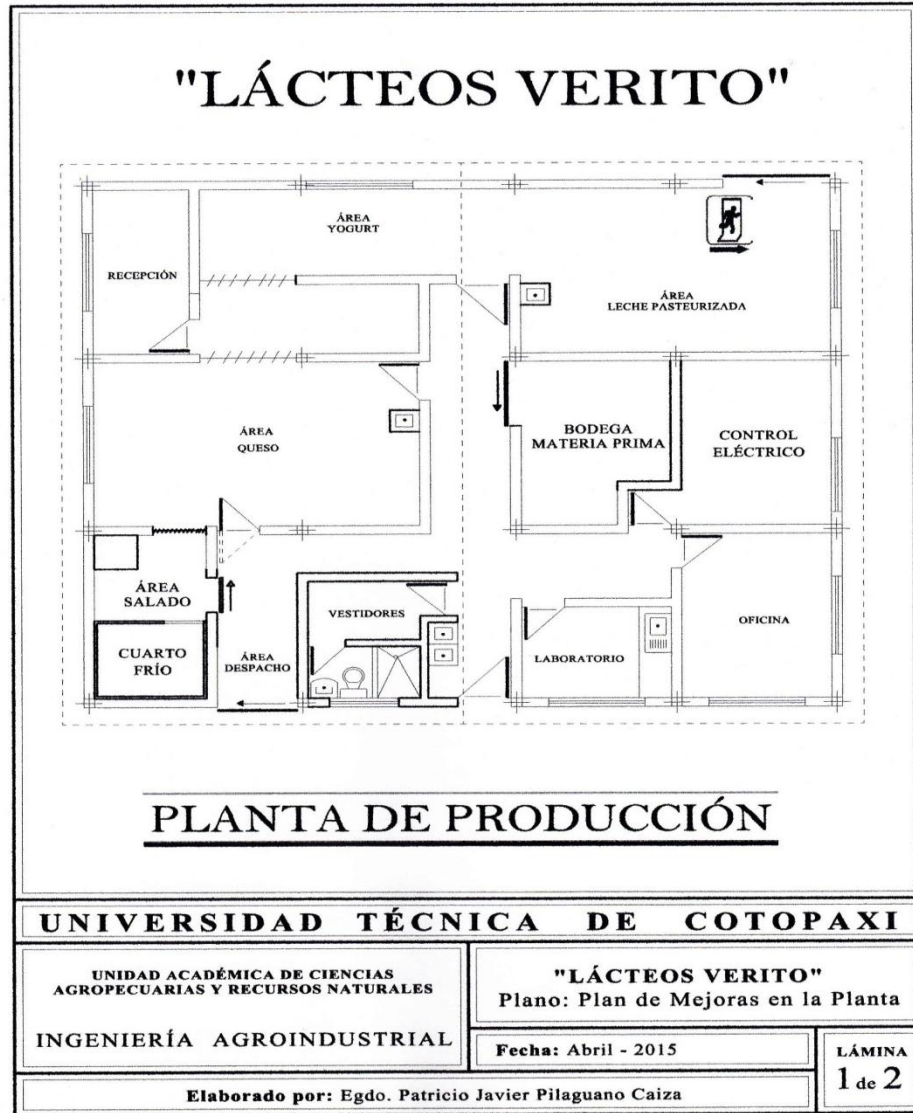 "LÁCTEOS VERITO"
ÁREA
YOGURT
RECEPCIÓN
ÁREA
LECHE PASTEURIZADA
ÁREA
QUESO
BODEGA
MATERIA PRIMA
CONTROL
ELÉCTRICO
ÁREA
SALADO
VESTIDORES
OFICINA
CUARTO
FRÍO
ÁREA
DESPACHO
LABORATORIO
PLANTA DE PRODUCCIÓN
UNIVERSIDAD TÉCNICA DE COTOPAXI
UNIDAD ACADÉMICA DE CIENCIAS
AGROPECUARIAS Y RECURSOS NATURALES
INGENIERÍA AGROINDUSTRIAL
"LÁCTEOS VERITO"
Plano: Plan de Mejoras en la Planta
Fecha: Abril - 2015
LÁMINA
1 de 2
Elaborado por: Egdo. Patricio Javier Pilaguano Caiza